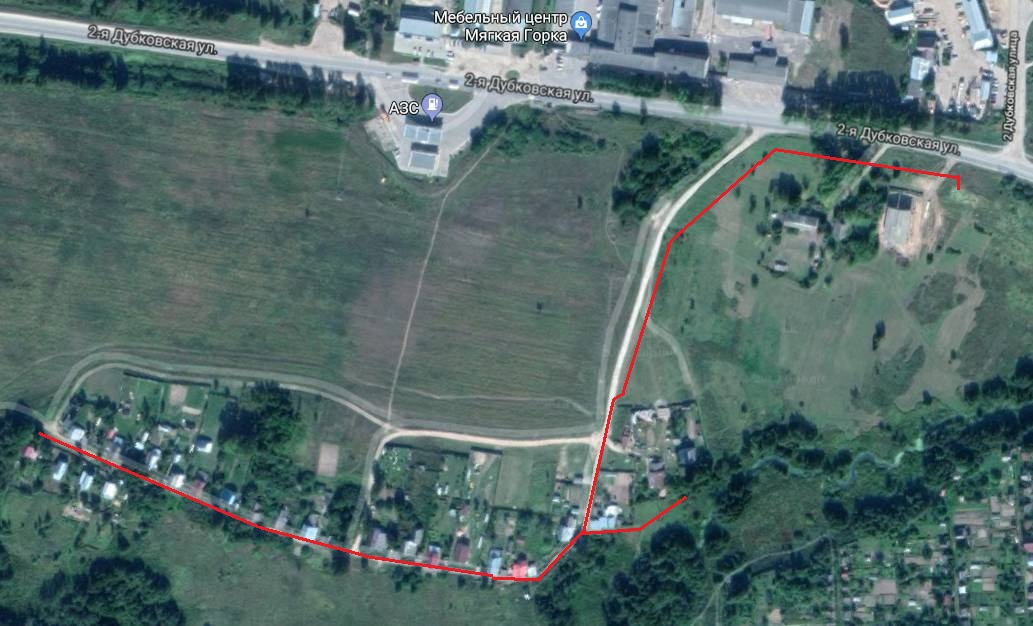 Мебельный центр
Мягкая Горка
2-я Дубковская ул.
2-я Дубковская ул.
АЗС
2-я Дубковская ул.
2 Дубковская улица